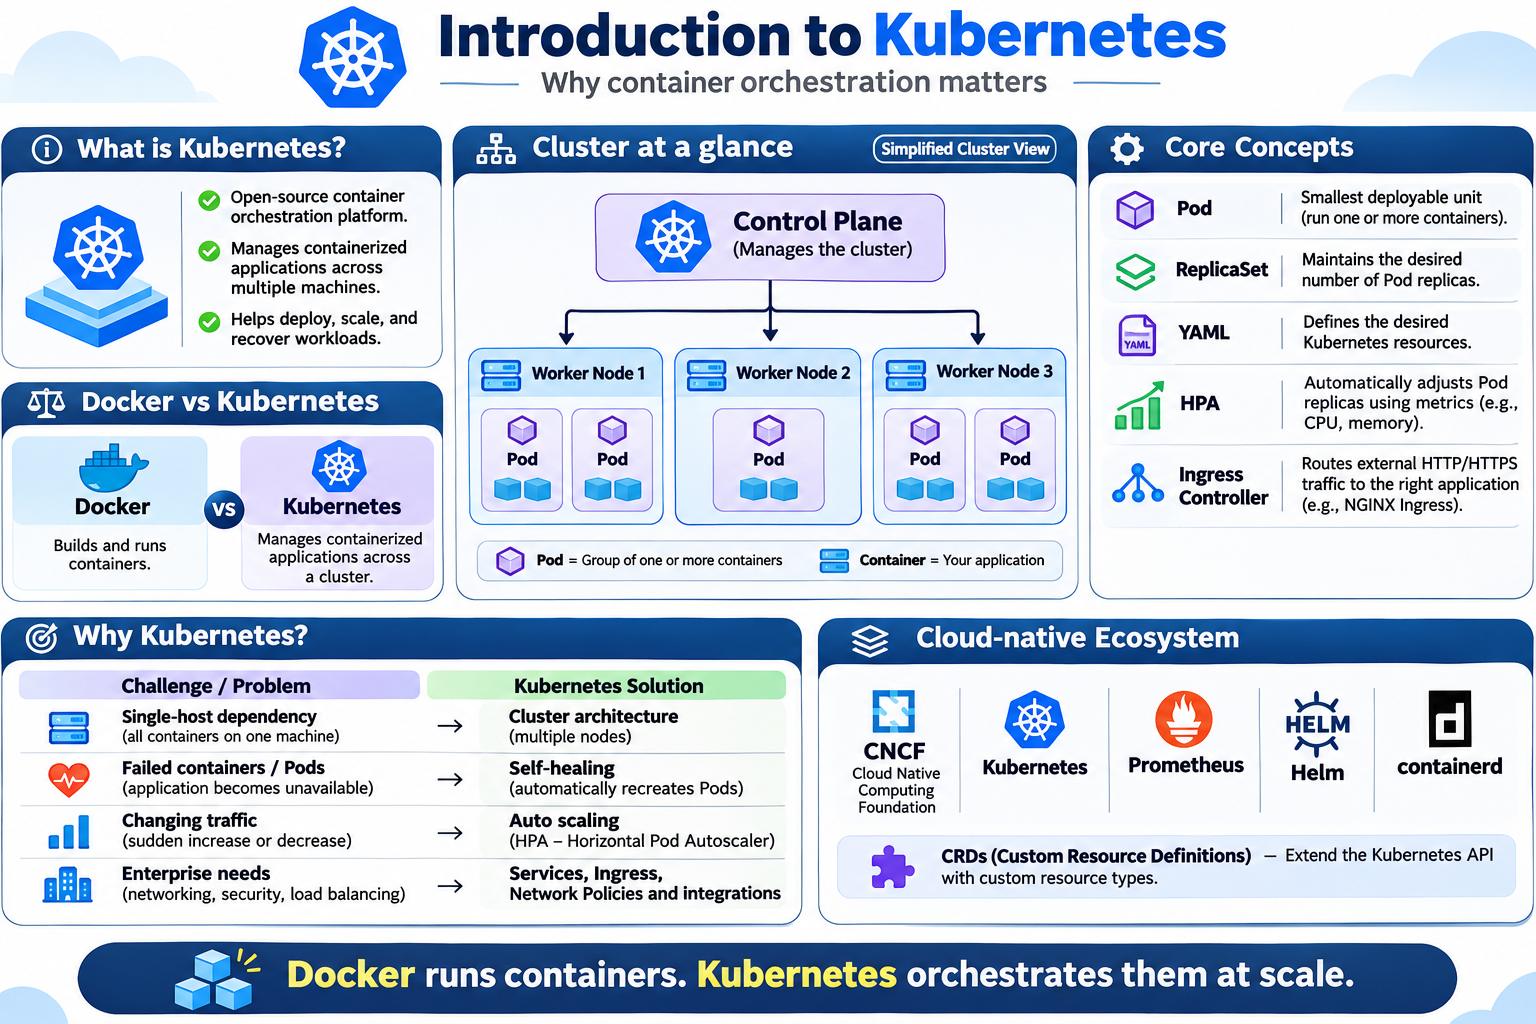 Introduction to Kubernetes
Why container orchestration matters
What is Kubernetes?
Open-source container
orchestration platform.
Manages containerized
applications across
multiple machines.
Helps deploy, scale, and
recover workloads.
Docker vs Kubernetes
Docker
Builds and runs
containers.
VS
Kubernetes
Manages containerized
applications across
a cluster.
Cluster at a glance
Simplified Cluster View
Control Plane
(Manages the cluster)
Worker Node 1
Pod
Pod
Worker Node 2
Pod
Worker Node 3
Pod
Pod
Pod = Group of one or more containers
Container = Your application
Core Concepts
Pod
Smallest deployable unit
(run one or more containers).
ReplicaSet
Maintains the desired
number of Pod replicas.
YAML
YAML
Defines the desired
Kubernetes resources.
HPA
Automatically adjusts Pod
replicas using metrics (e.g.,
CPU, memory).
Ingress
Controller
Routes external HTTP/HTTPS
traffic to the right application
(e.g., NGINX Ingress).
Why Kubernetes?
Challenge / Problem
Kubernetes Solution
Single-host dependency
(all containers on one machine)
→
Cluster architecture
(multiple nodes)
Failed containers / Pods
(application becomes unavailable)
→
Self-healing
(automatically recreates Pods)
Changing traffic
(sudden increase or decrease)
→
Auto scaling
(HPA – Horizontal Pod Autoscaler)
Enterprise needs
(networking, security, load balancing)
→
Services, Ingress,
Network Policies and integrations
Cloud-native Ecosystem
CNCF
Cloud Native
Computing
Foundation
Kubernetes
Prometheus
HELM
Helm
d
containerd
CRDs (Custom Resource Definitions) — Extend the Kubernetes API
with custom resource types.
Docker runs containers. Kubernetes orchestrates them at scale.